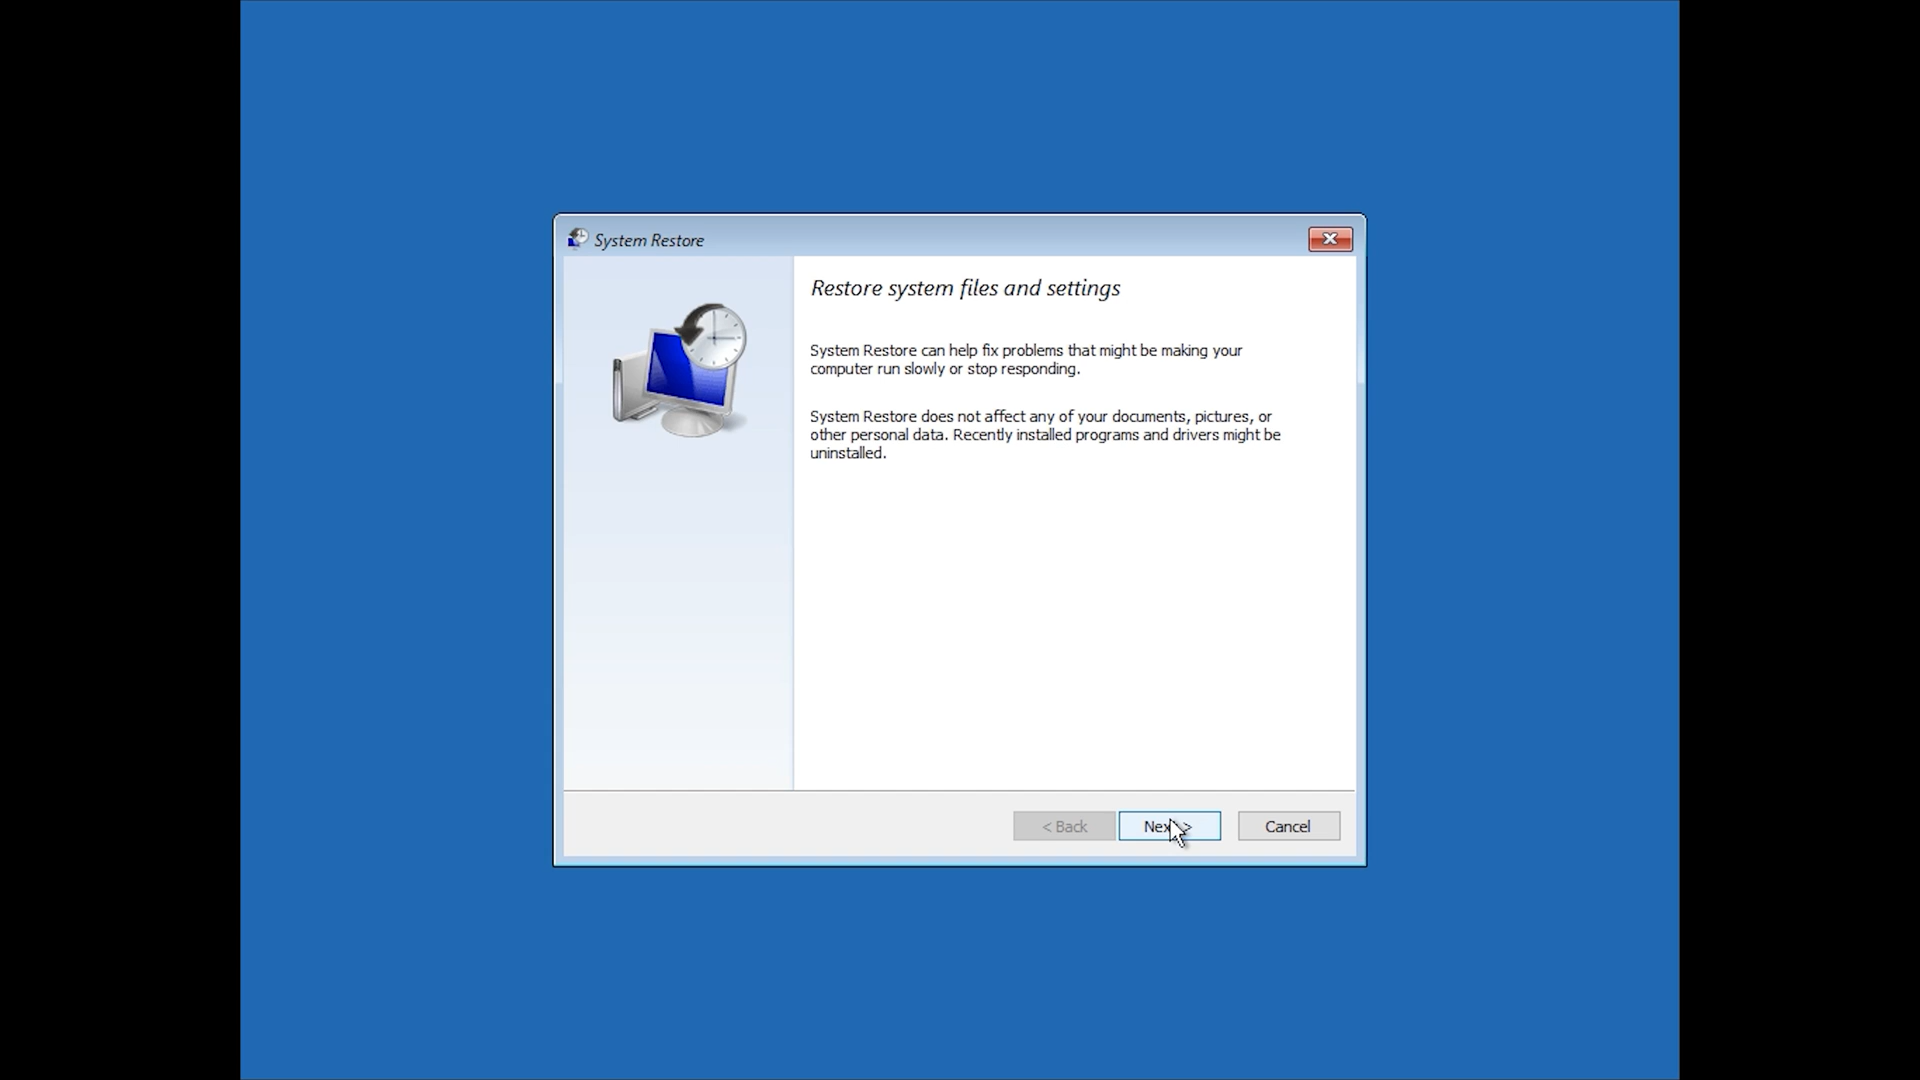 System Restore
Restore system files and settings
System Restore can help fix problems that might be making your
computer run slowly or stop responding.
System Restore does not affect any of your documents, pictures, or
other personal data. Recently installed programs and drivers might be
uninstalled.
< Back
Next >
Cancel